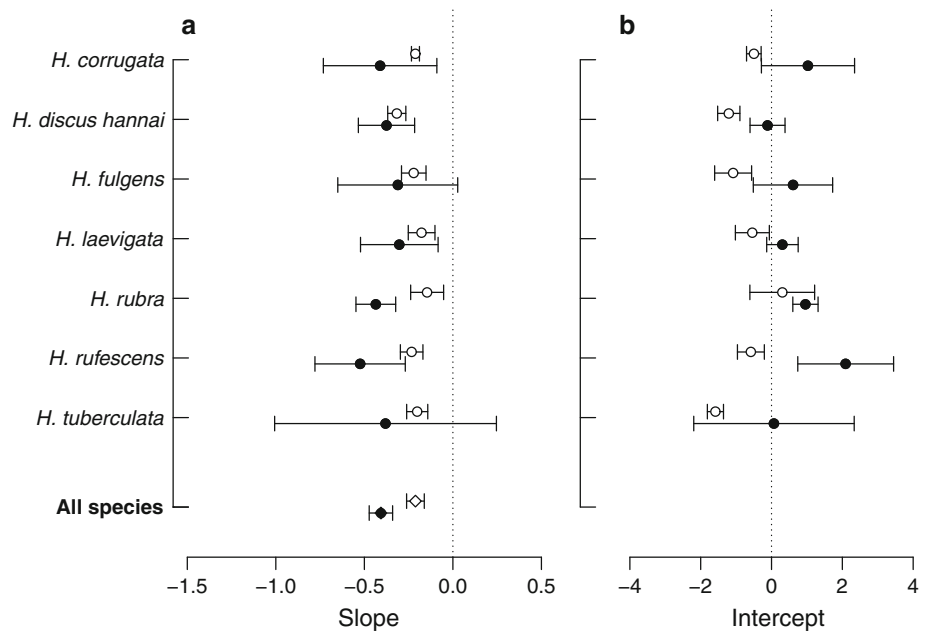 a b
H. corrugata
H. discus hannai
H. fulgens
H. laevigata
H. rubra
H. rufescens
H. tuberculata
All species
−1.5 −1.0 −0.5 0.0 0.5 −4 −2 0 2 4
Slope Intercept